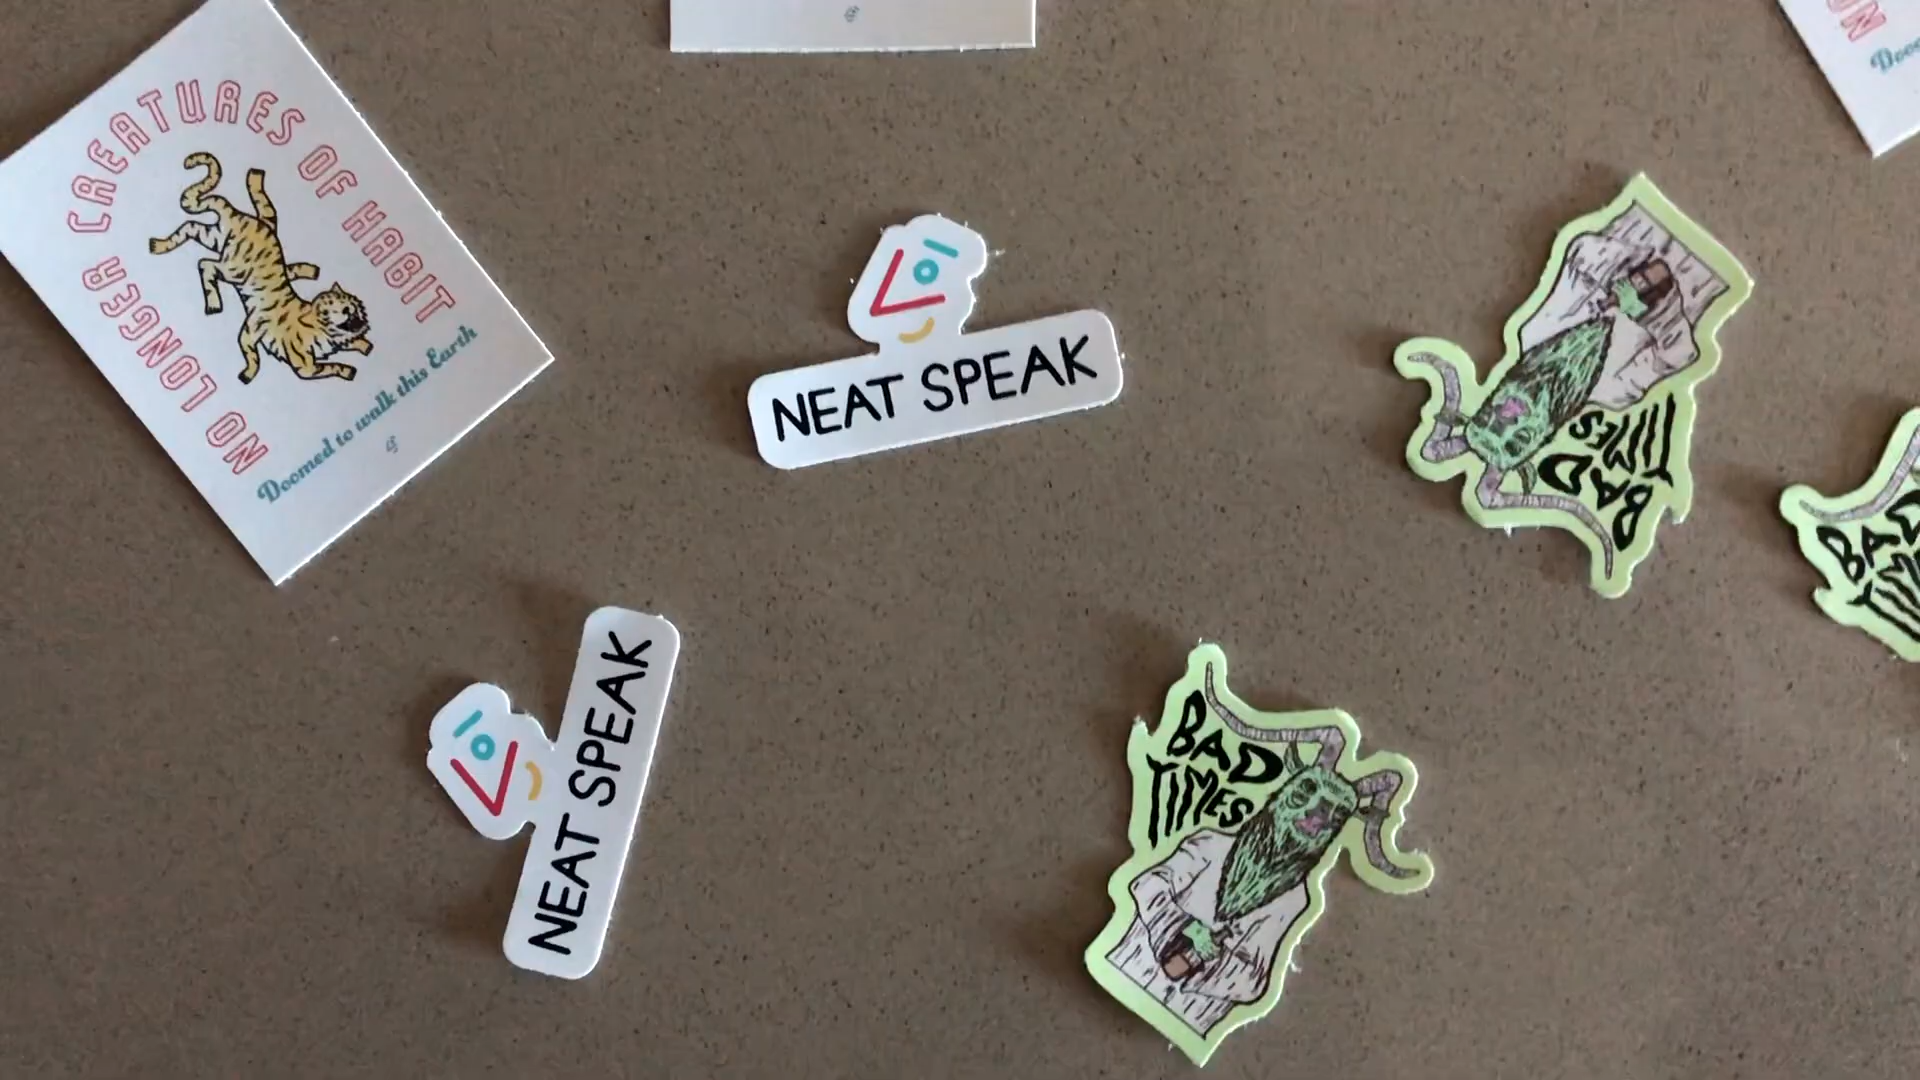 NO LONGER CREATURES OF HABIT
Doomed to walk this Earth
NEAT SPEAK
BAD
TIMES
NEAT SPEAK
BAD
TIMES
BAD